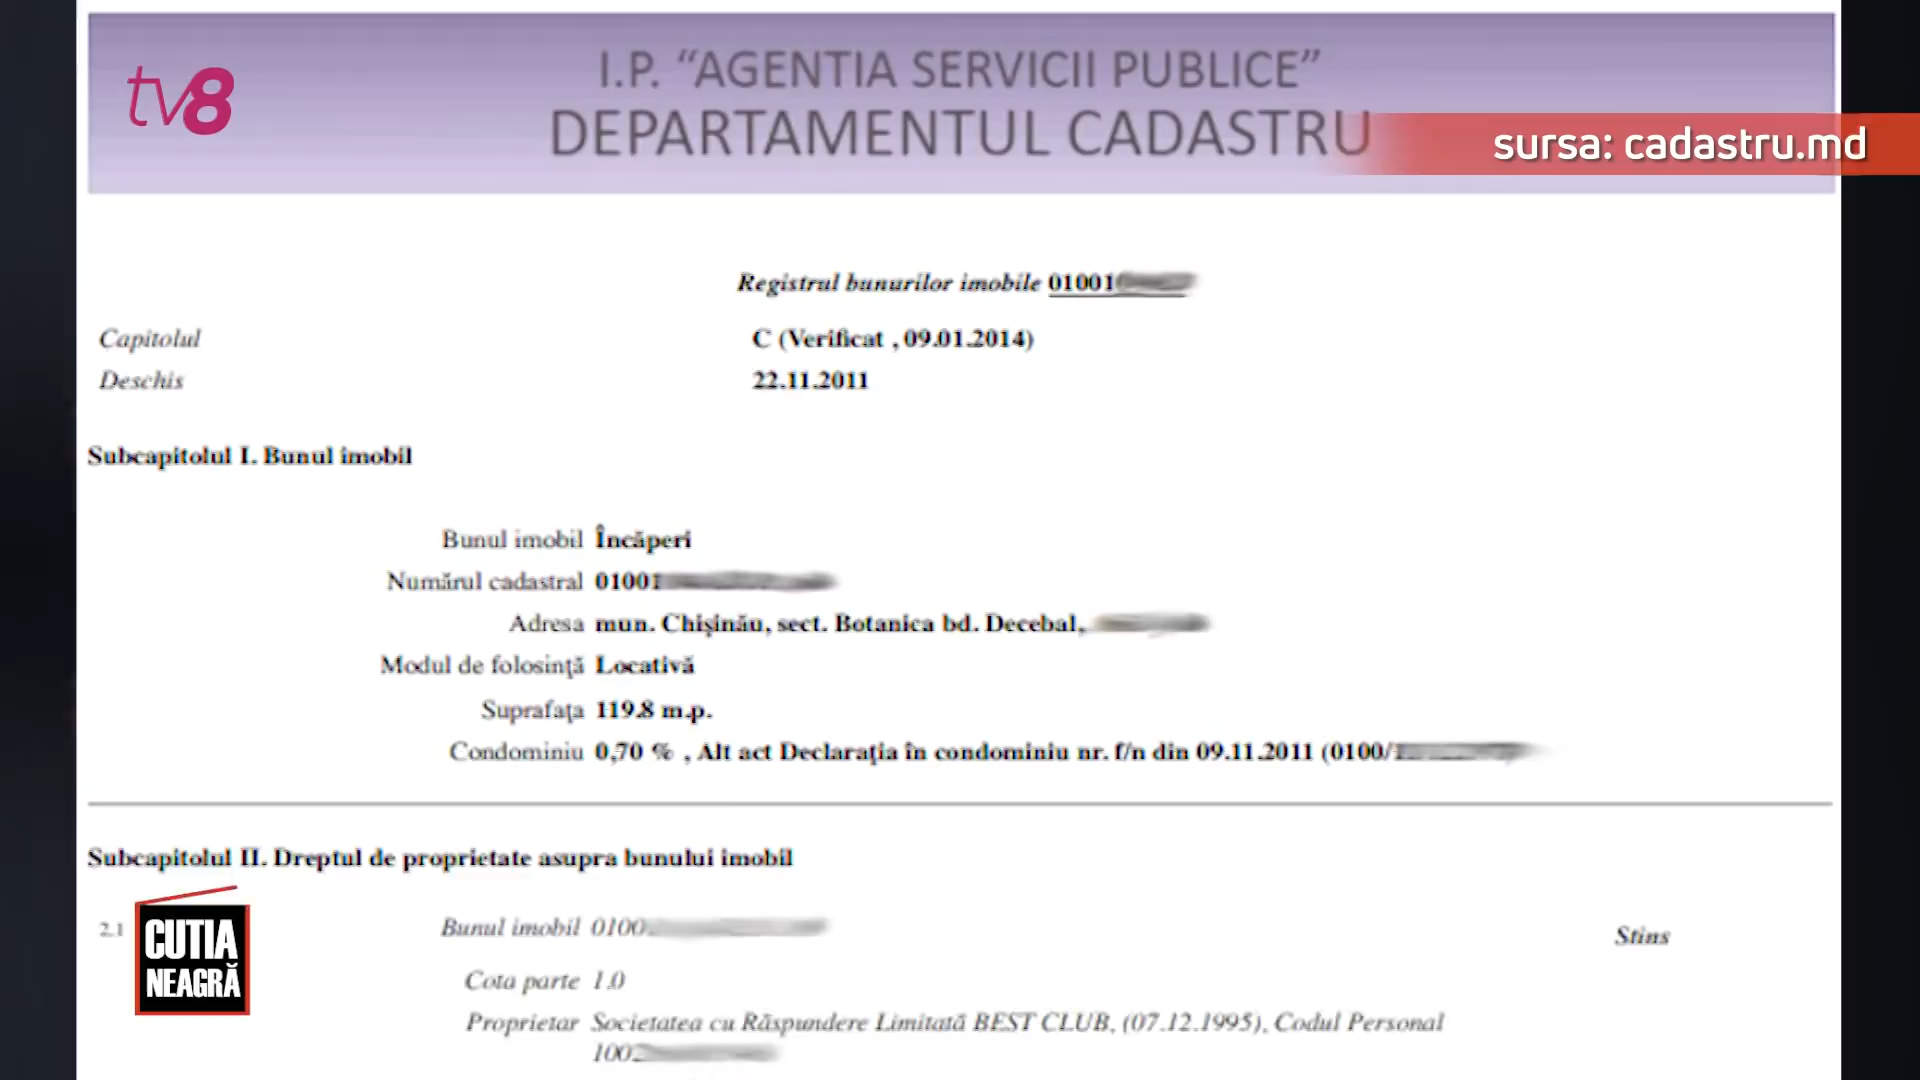 I.P. “AGENTIA SERVICII PUBLICE”
DEPARTAMENTUL CADASTRU
tv8
sursa: cadastru.md
Registrul bunurilor imobile 01001
Capitolul C (Verificat , 09.01.2014)
Deschis 22.11.2011
Subcapitolul I. Bunul imobil
Bunul imobil Încăperi
Numărul cadastral 01001
Adresa mun. Chişinău, sect. Botanica bd. Decebal,
Modul de folosinţă Locativă
Suprafaţa 119.8 m.p.
Condominiu 0,70 % , Alt act Declaraţia în condominiu nr. f/n din 09.11.2011 (0100/
Subcapitolul II. Dreptul de proprietate asupra bunului imobil
2.1 Bunul imobil 0100 Stins
Cota parte 1.0
Proprietar Societatea cu Răspundere Limitată BEST CLUB, (07.12.1995), Codul Personal
1002
CUTIA
NEAGRĂ